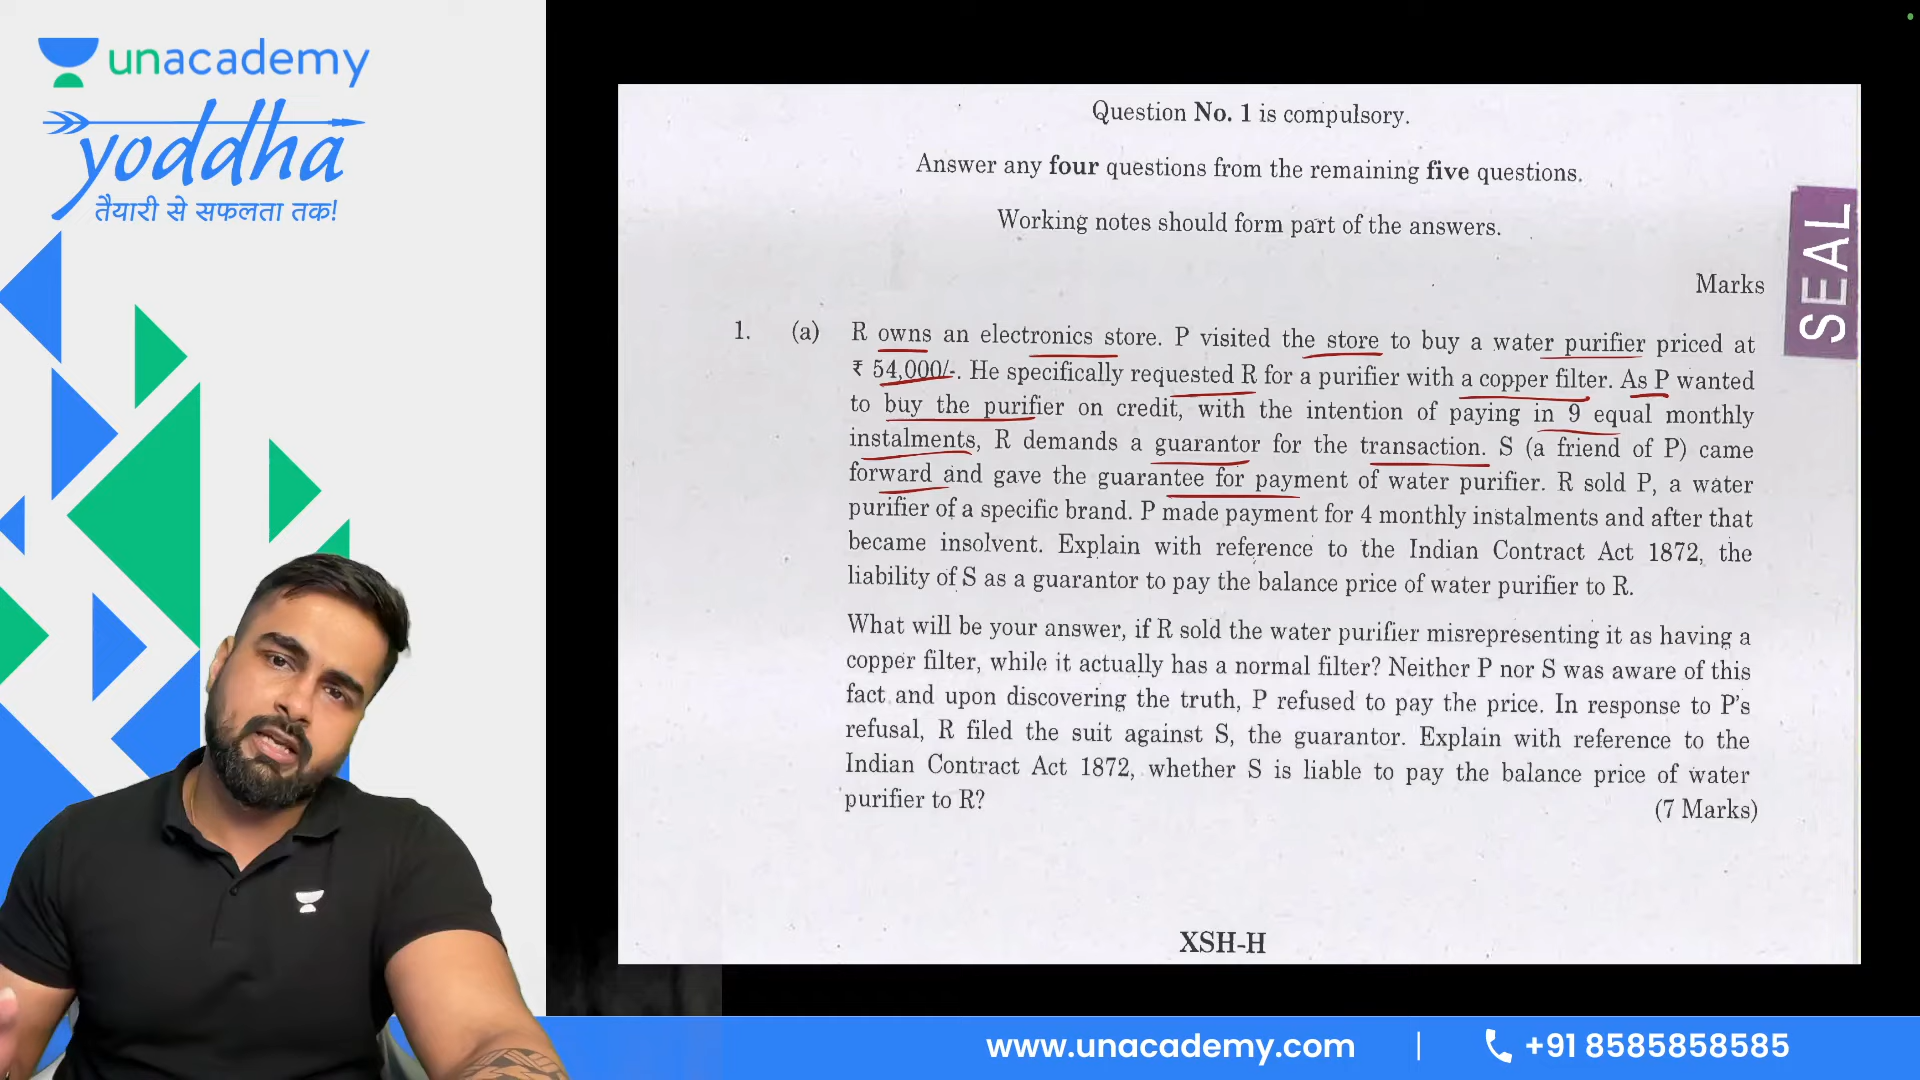 unacademy
yoddha
तैयारी से सफलता तक!
Question No. 1 is compulsory.
Answer any four questions from the remaining five questions.
Working notes should form part of the answers.
Marks
SEAL
1. (a) R owns an electronics store. P visited the store to buy a water purifier priced at
₹ 54,000/-. He specifically requested R for a purifier with a copper filter. As P wanted
to buy the purifier on credit, with the intention of paying in 9 equal monthly
instalments, R demands a guarantor for the transaction. S (a friend of P) came
forward and gave the guarantee for payment of water purifier. R sold P, a water
purifier of a specific brand. P made payment for 4 monthly instalments and after that
became insolvent. Explain with reference to the Indian Contract Act 1872, the
liability of S as a guarantor to pay the balance price of water purifier to R.
What will be your answer, if R sold the water purifier misrepresenting it as having a
copper filter, while it actually has a normal filter? Neither P nor S was aware of this
fact and upon discovering the truth, P refused to pay the price. In response to P's
refusal, R filed the suit against S, the guarantor. Explain with reference to the
Indian Contract Act 1872, whether S is liable to pay the balance price of water
purifier to R?
(7 Marks)
XSH-H
www.unacademy.com | +91 8585858585